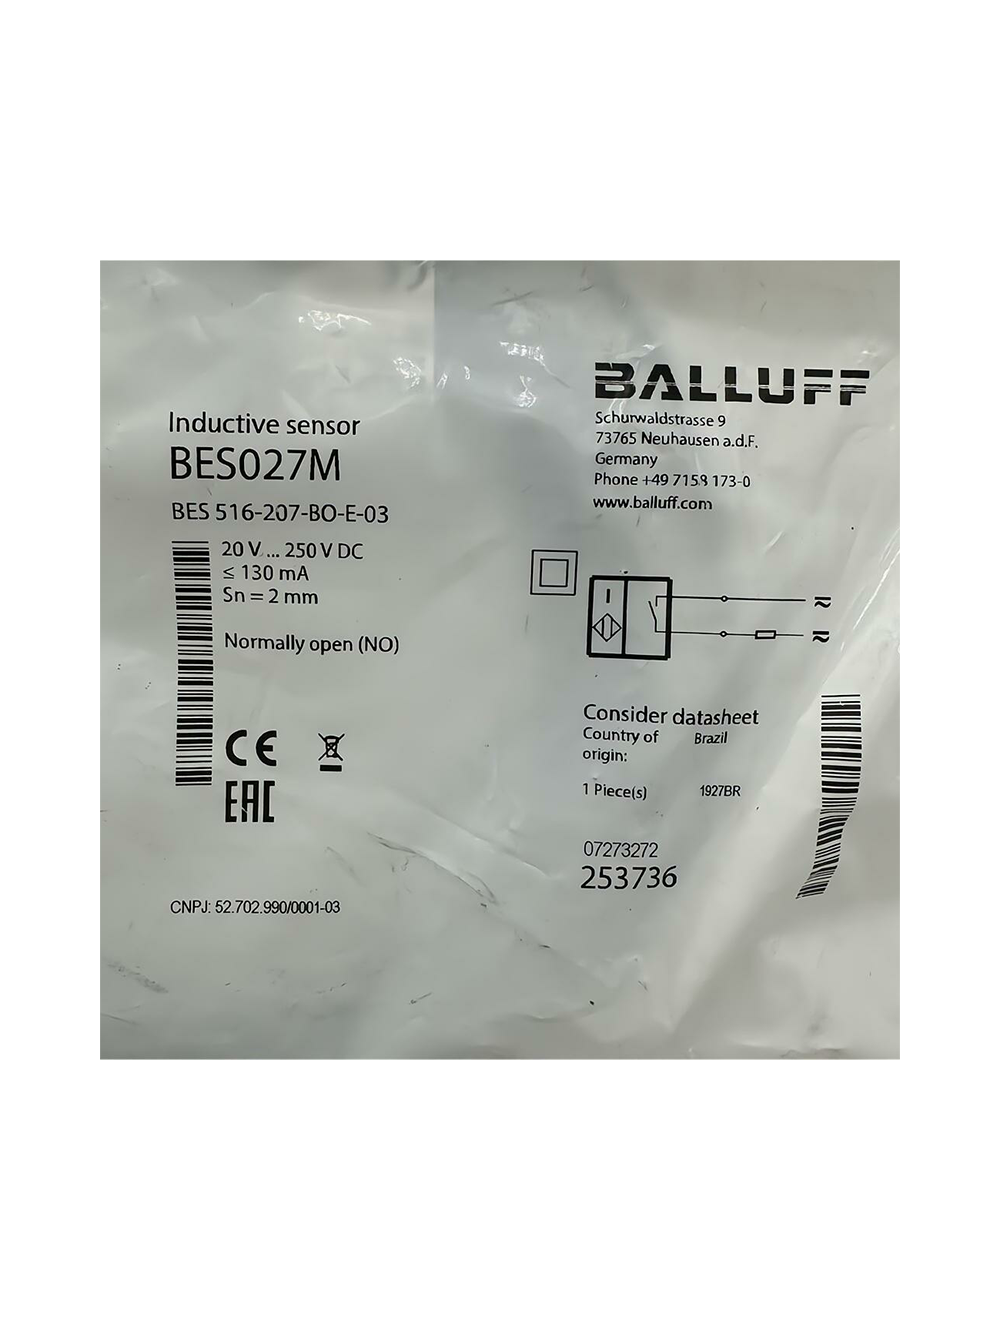 Inductive sensor
BES027M
BES 516-207-BO-E-03
20 V ... 250 V DC
≤ 130 mA
Sn = 2 mm
Normally open (NO)
CE
EAC
CNPJ: 52.702.990/0001-03
BALLUFF
Schurwaldstrasse 9
73765 Neuhausen a.d.F.
Germany
Phone +49 7158 173-0
www.balluff.com
Consider datasheet
Country of Brazil
origin:
1 Piece(s) 1927BR
07273272
253736